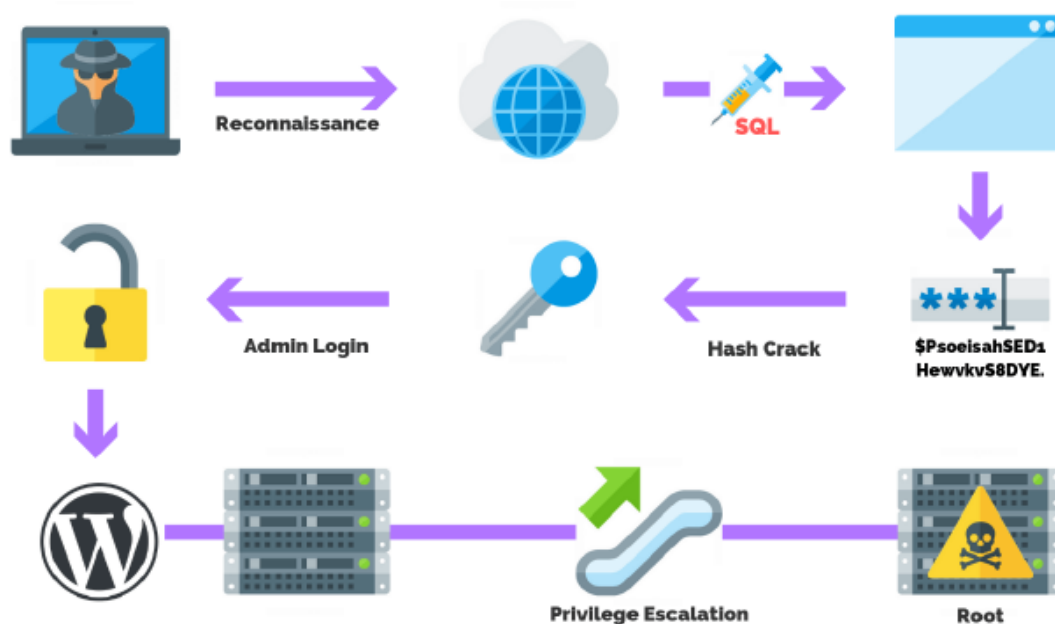 Reconnaissance
SQL
***
$PsoeisahSED1
HewvkvS8DYE.
Hash Crack
Admin Login
W
Privilege Escalation
Root